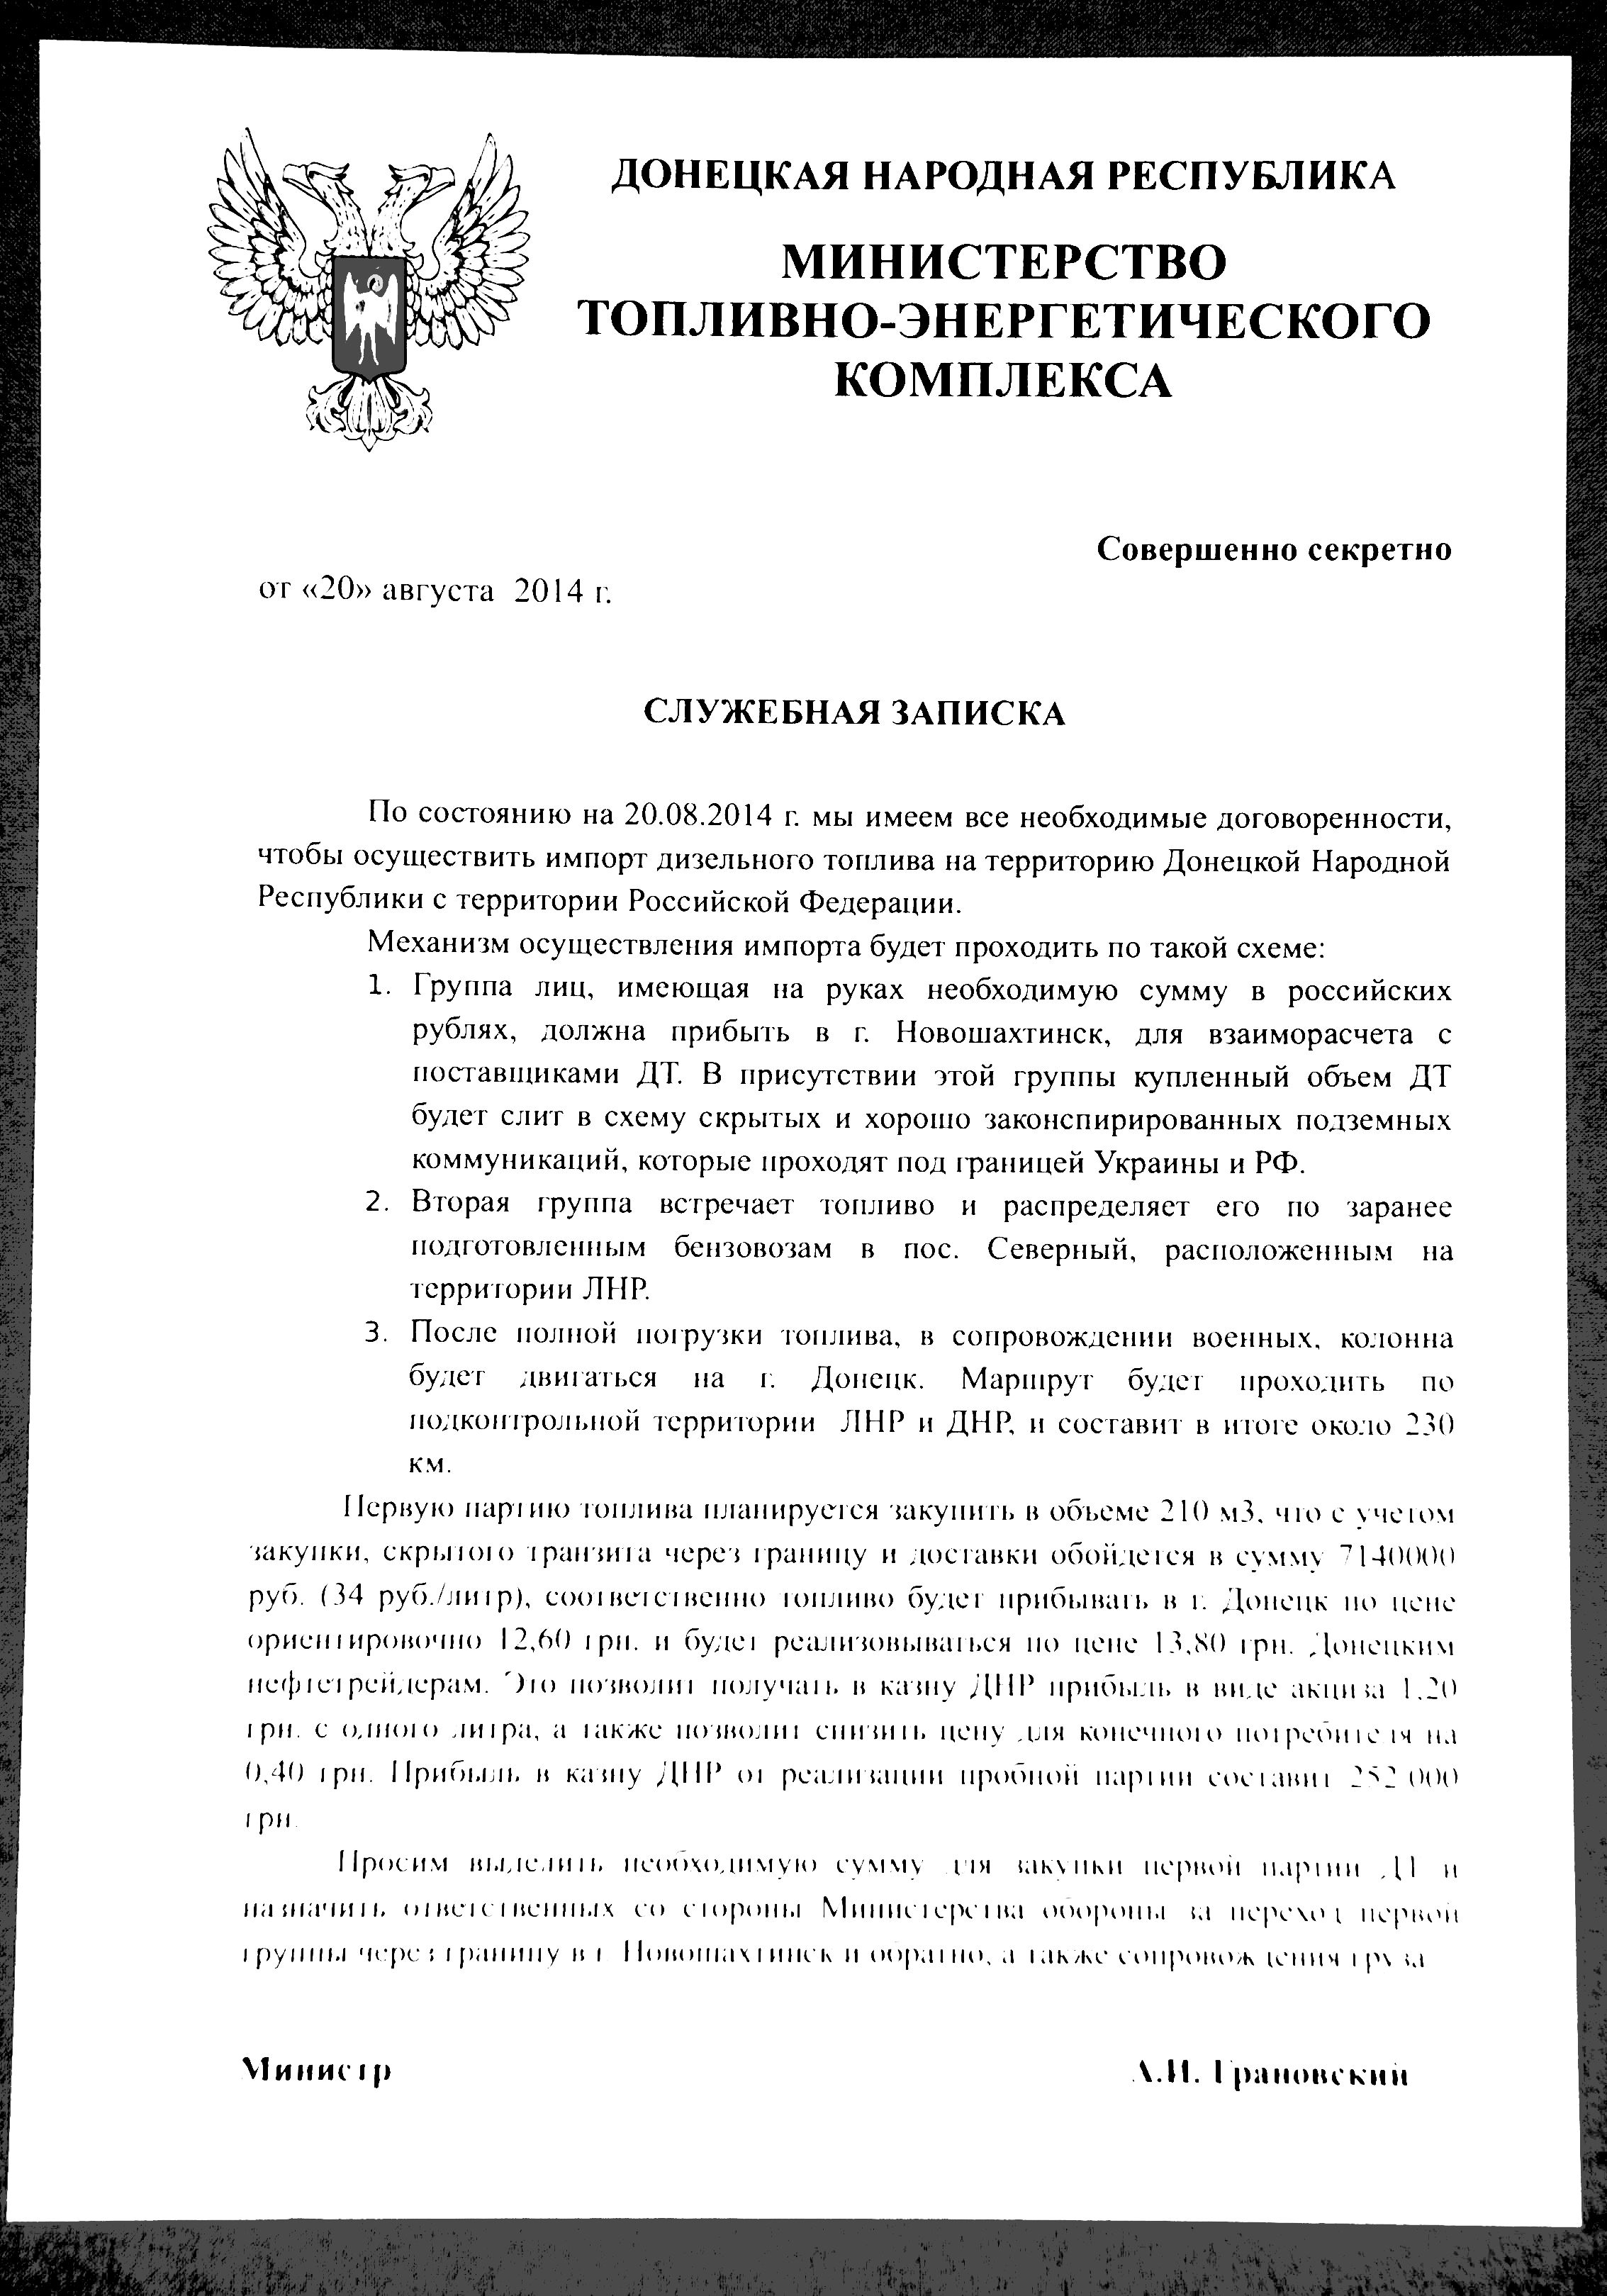 ДОНЕЦКАЯ НАРОДНАЯ РЕСПУБЛИКА
МИНИСТЕРСТВО
ТОПЛИВНО-ЭНЕРГЕТИЧЕСКОГО
КОМПЛЕКСА
Совершенно секретно
от «20» августа 2014 г.
СЛУЖЕБНАЯ ЗАПИСКА
По состоянию на 20.08.2014 г. мы имеем все необходимые договоренности,
чтобы осуществить импорт дизельного топлива на территорию Донецкой Народной
Республики с территории Российской Федерации.
Механизм осуществления импорта будет проходить по такой схеме:
1. Группа лиц, имеющая на руках необходимую сумму в российских
рублях, должна прибыть в г. Новошахтинск, для взаиморасчета с
поставщиками ДТ. В присутствии этой группы купленный объем ДТ
будет слит в схему скрытых и хорошо законспирированных подземных
коммуникаций, которые проходят под границей Украины и РФ.
2. Вторая группа встречает топливо и распределяет его по заранее
подготовленным бензовозам в пос. Северный, расположенным на
территории ЛНР.
3. После полной погрузки топлива, в сопровождении военных, колонна
будет двигаться на г. Донецк. Маршрут будет проходить по
подконтрольной территории ЛНР и ДНР, и составит в итоге около 230
км.
Первую партию топлива планируется закупить в объеме 210 м3, что с учетом
закупки, скрытого транзита через границу и доставки обойдется в сумму 7140000
руб. (34 руб./литр), соответственно топливо будет прибывать в г. Донецк по цене
ориентировочно 12,60 грн. и будет реализовываться по цене 13,80 грн. Донецким
нефтетрейдерам. Это позволит получать в казну ДНР прибыль в виде акциза 1,20
грн. с одного литра, а также позволит снизить цену для конечного потребителя на
0,40 грн. Прибыль в казну ДНР от реализации пробной партии составит 252 000
грн.
Просим выделить необходимую сумму для закупки первой партии ДТ и
назначить ответственных со стороны Министерства обороны за переход первой
группы через границу в г. Новошахтинск и обратно, а также сопровождения груза
Министр А.И. Грановский